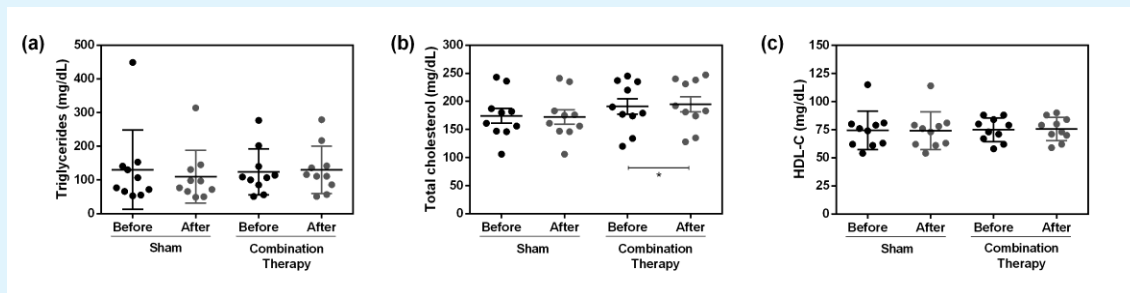 (a)
Triglycerides (mg/dL)
500
400
300
200
100
0
Before After Before After
Sham Combination
Therapy
(b)
Total cholesterol (mg/dL)
300
250
200
150
100
50
0
*
Before After Before After
Sham Combination
Therapy
(c)
HDL-C (mg/dL)
150
125
100
75
50
25
0
Before After Before After
Sham Combination
Therapy